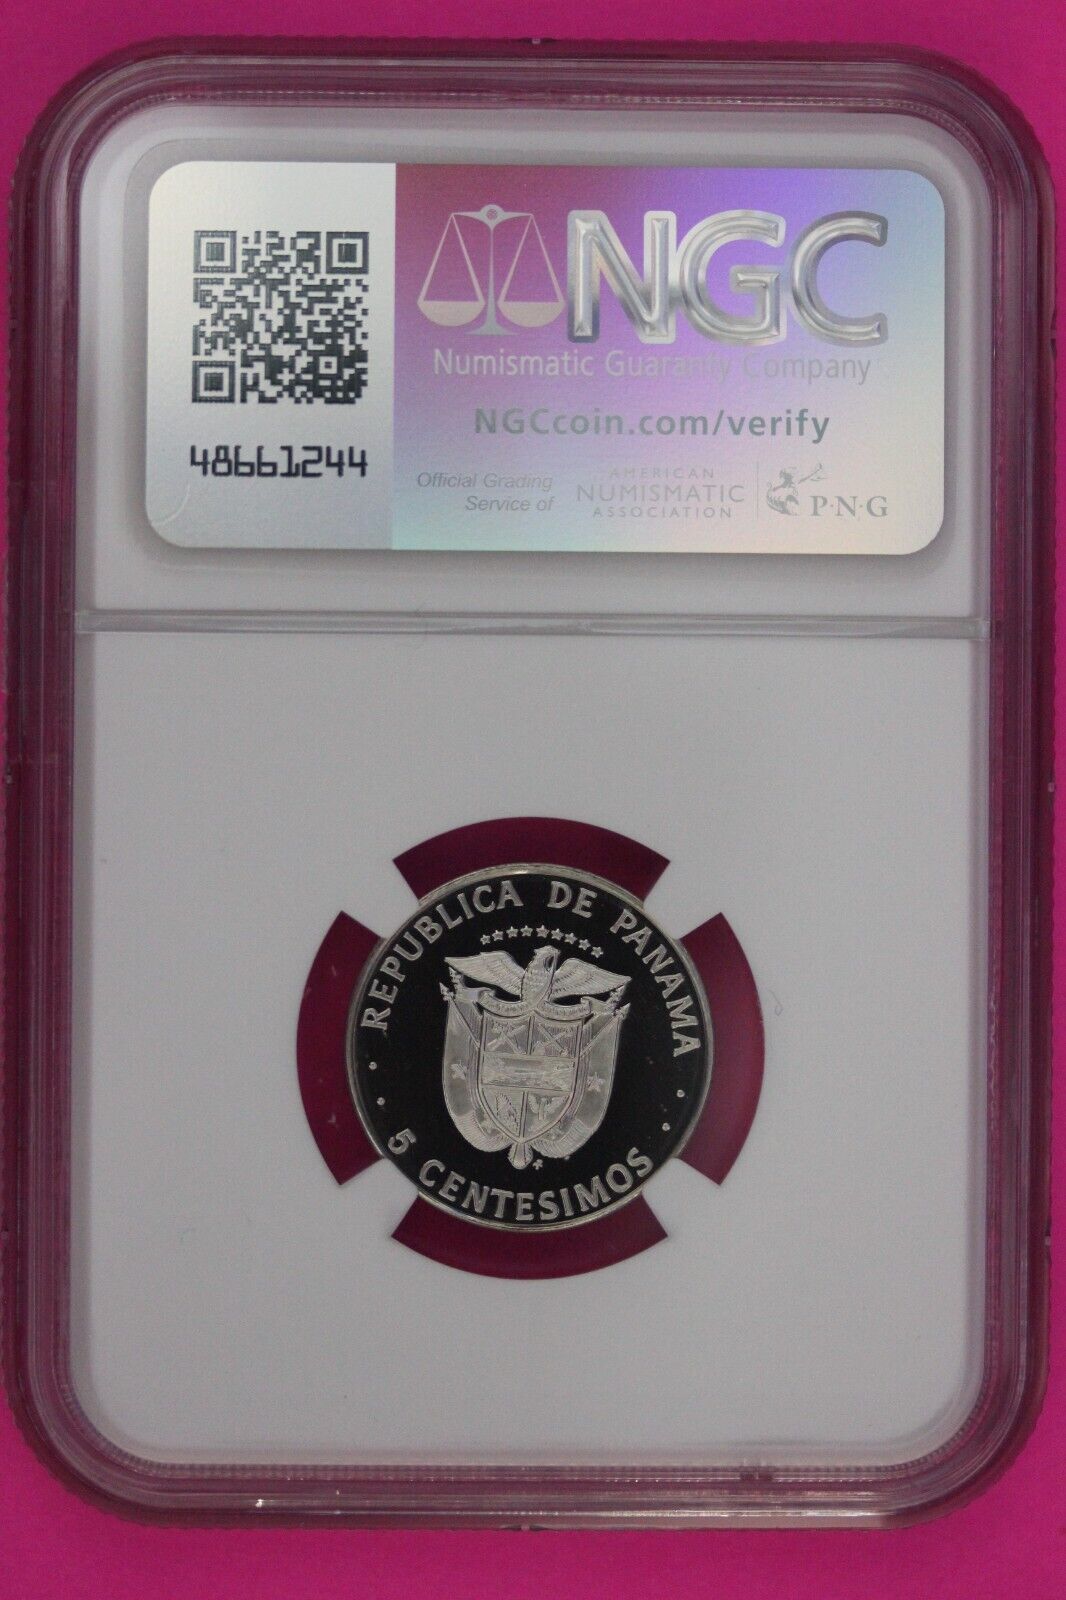 NGC
Numismatic Guaranty Company
NGCcoin.com/verify
48661244
Official Grading
Service of
AMERICAN
NUMISMATIC
ASSOCIATION
P·N·G
REPUBLICA DE PANAMA
5 CENTESIMOS